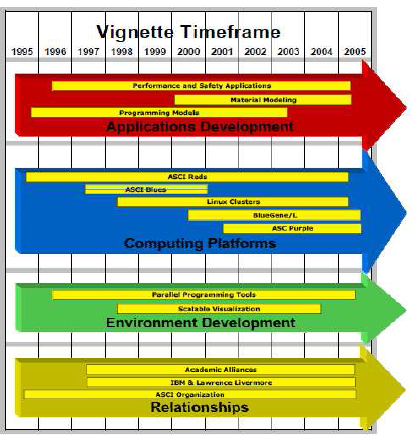 Vignette Timeframe
1995 1996 1997 1998 1999 2000 2001 2002 2003 2004 2005
Performance and Safety Applications
Material Modeling
Programming Models
Applications Development
ASCI Reds
ASCI Blues
Linux Clusters
BlueGene/L
ASC Purple
Computing Platforms
Parallel Programming Tools
Scalable Visualization
Environment Development
Academic Alliances
IBM & Lawrence Livermore
ASCI Organization
Relationships